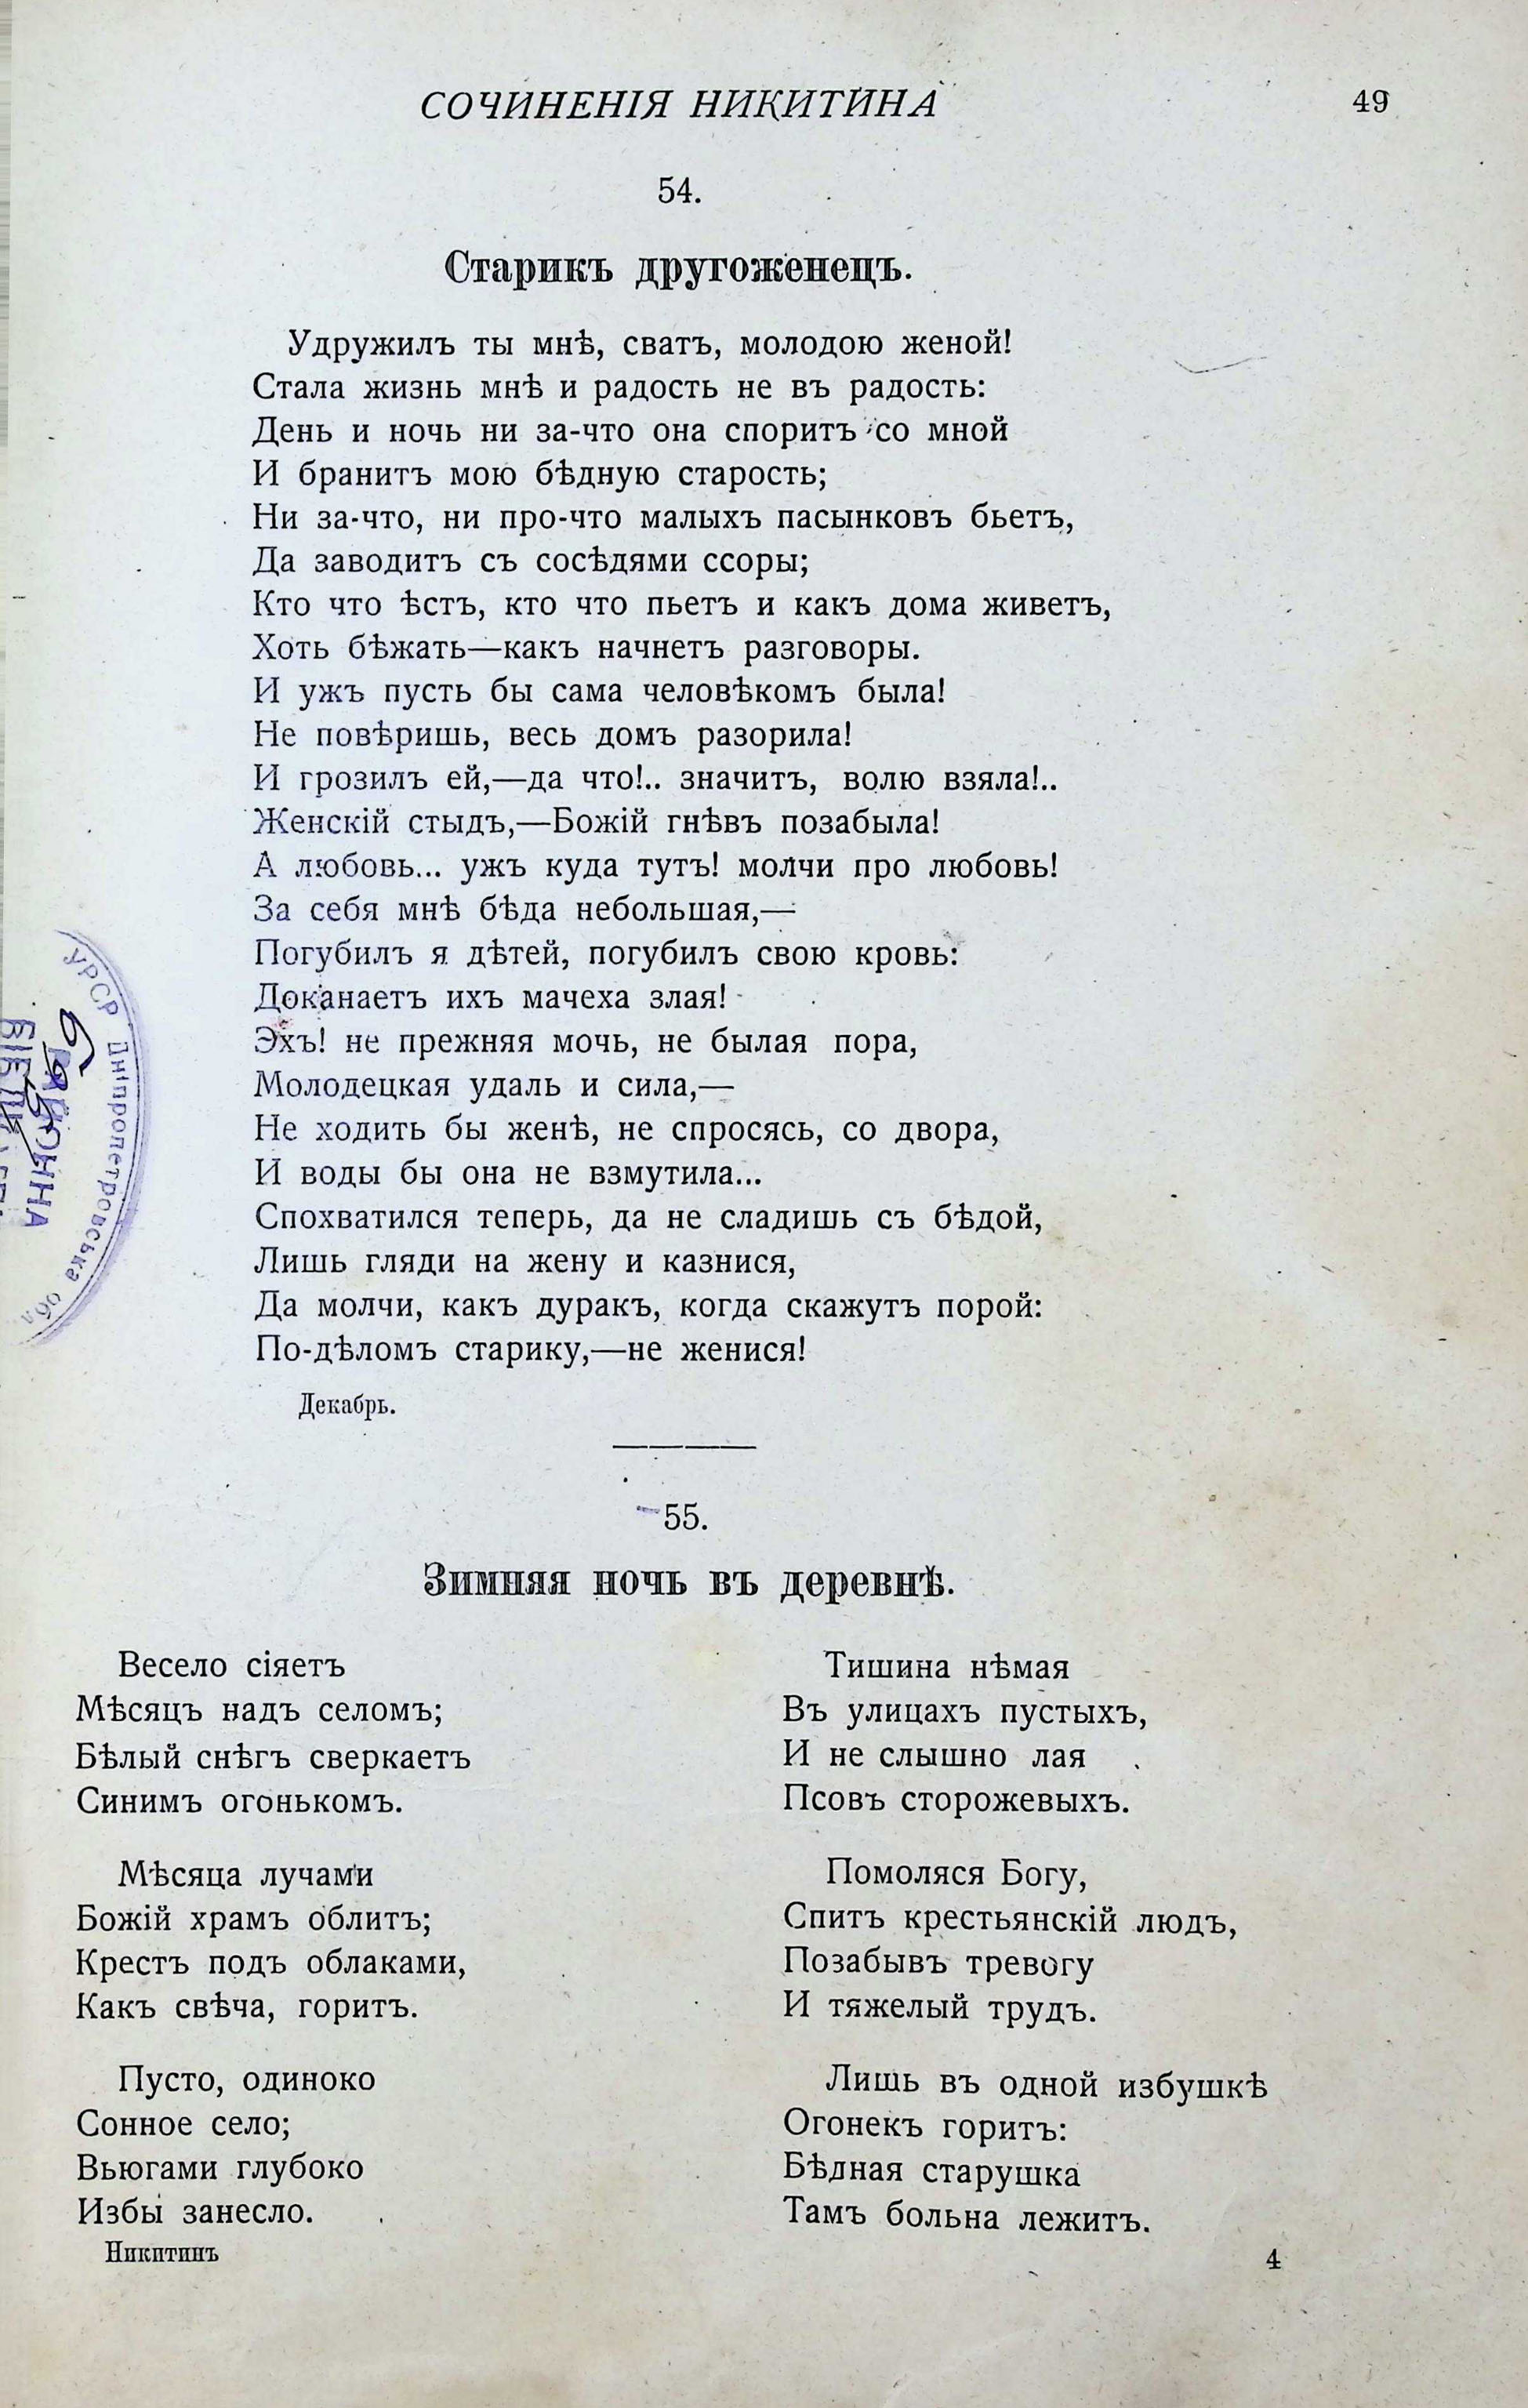 СОЧИНЕНІЯ НИКИТИНА
49
54.
Старикъ другоженецъ.
Удружилъ ты мнѣ, сватъ, молодою женой!
Стала жизнь мнѣ и радость не въ радость:
День и ночь ни за-что она споритъ со мной
И бранитъ мою бѣдную старость;
Ни за-что, ни про-что малыхъ пасынковъ бьетъ,
Да заводитъ съ сосѣдями ссоры;
Кто что ѣстъ, кто что пьетъ и какъ дома живетъ,
Хоть бѣжать—какъ начнетъ разговоры.
И ужъ пусть бы сама человѣкомъ была!
Не повѣришь, весь домъ разорила!
И грозилъ ей,—да что!.. значитъ, волю взяла!..
Женскій стыдъ,—Божій гнѣвъ позабыла!
А любовь... ужъ куда тутъ! молчи про любовь!
За себя мнѣ бѣда небольшая,—
Погубилъ я дѣтей, погубилъ свою кровь:
Доканаетъ ихъ мачеха злая!
Эхъ! не прежняя мочь, не былая пора,
Молодецкая удаль и сила,—
Не ходить бы женѣ, не спросясь, со двора,
И воды бы она не взмутила...
Спохватился теперь, да не сладишь съ бѣдой,
Лишь гляди на жену и казнися,
Да молчи, какъ дуракъ, когда скажутъ порой:
По-дѣломъ старику,—не женися!
Декабрь.
УРСР Дніпропетровська обл
РАЙОННА
55.
Зимняя ночь въ деревнѣ.
Весело сіяетъ
Мѣсяцъ надъ селомъ;
Бѣлый снѣгъ сверкаетъ
Синимъ огонькомъ.
Мѣсяца лучами
Божій храмъ облитъ;
Крестъ подъ облаками,
Какъ свѣча, горитъ.
Пусто, одиноко
Сонное село;
Вьюгами глубоко
Избы занесло.
Тишина нѣмая
Въ улицахъ пустыхъ,
И не слышно лая
Псовъ сторожевыхъ.
Помоляся Богу,
Спитъ крестьянскій людъ,
Позабывъ тревогу
И тяжелый трудъ.
Лишь въ одной избушкѣ
Огонекъ горитъ:
Бѣдная старушка
Тамъ больна лежитъ.
Никитинъ
4